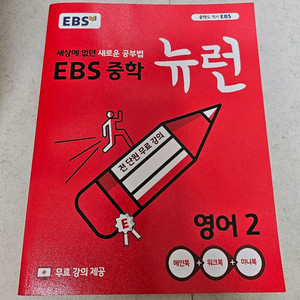 EBS
중학도 역시 EBS
세상에 없던 새로운 공부법
EBS 중학
뉴런
전 단원 무료 강의
E
영어 2
메인북 + 워크북 + 미니북
무료 강의 제공